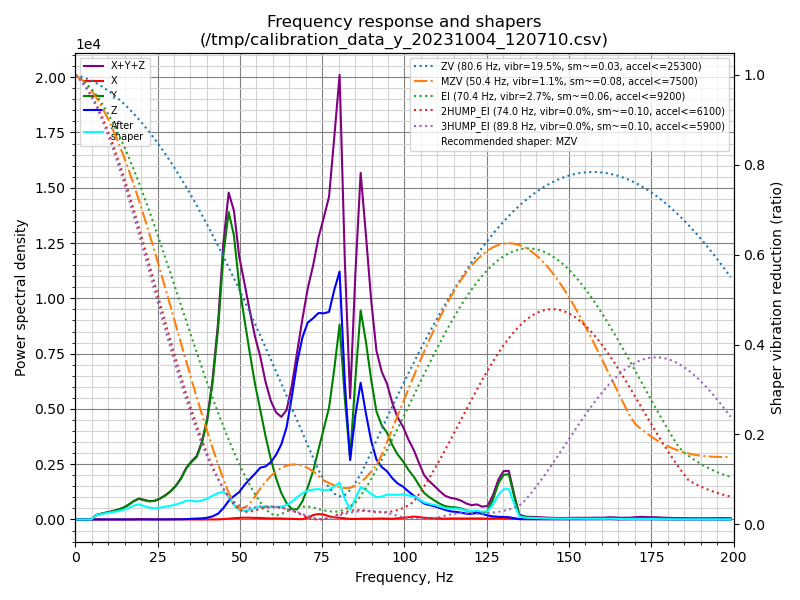 Frequency response and shapers
(/tmp/calibration_data_y_20231004_120710.csv)
1e4
X+Y+Z
X
Y
Z
After
shaper
ZV (80.6 Hz, vibr=19.5%, sm~=0.03, accel<=25300)
MZV (50.4 Hz, vibr=1.1%, sm~=0.08, accel<=7500)
EI (70.4 Hz, vibr=2.7%, sm~=0.06, accel<=9200)
2HUMP_EI (74.0 Hz, vibr=0.0%, sm~=0.10, accel<=6100)
3HUMP_EI (89.8 Hz, vibr=0.0%, sm~=0.10, accel<=5900)
Recommended shaper: MZV
Power spectral density
2.00
1.75
1.50
1.25
1.00
0.75
0.50
0.25
0.00
Shaper vibration reduction (ratio)
1.0
0.8
0.6
0.4
0.2
0.0
0 25 50 75 100 125 150 175 200
Frequency, Hz